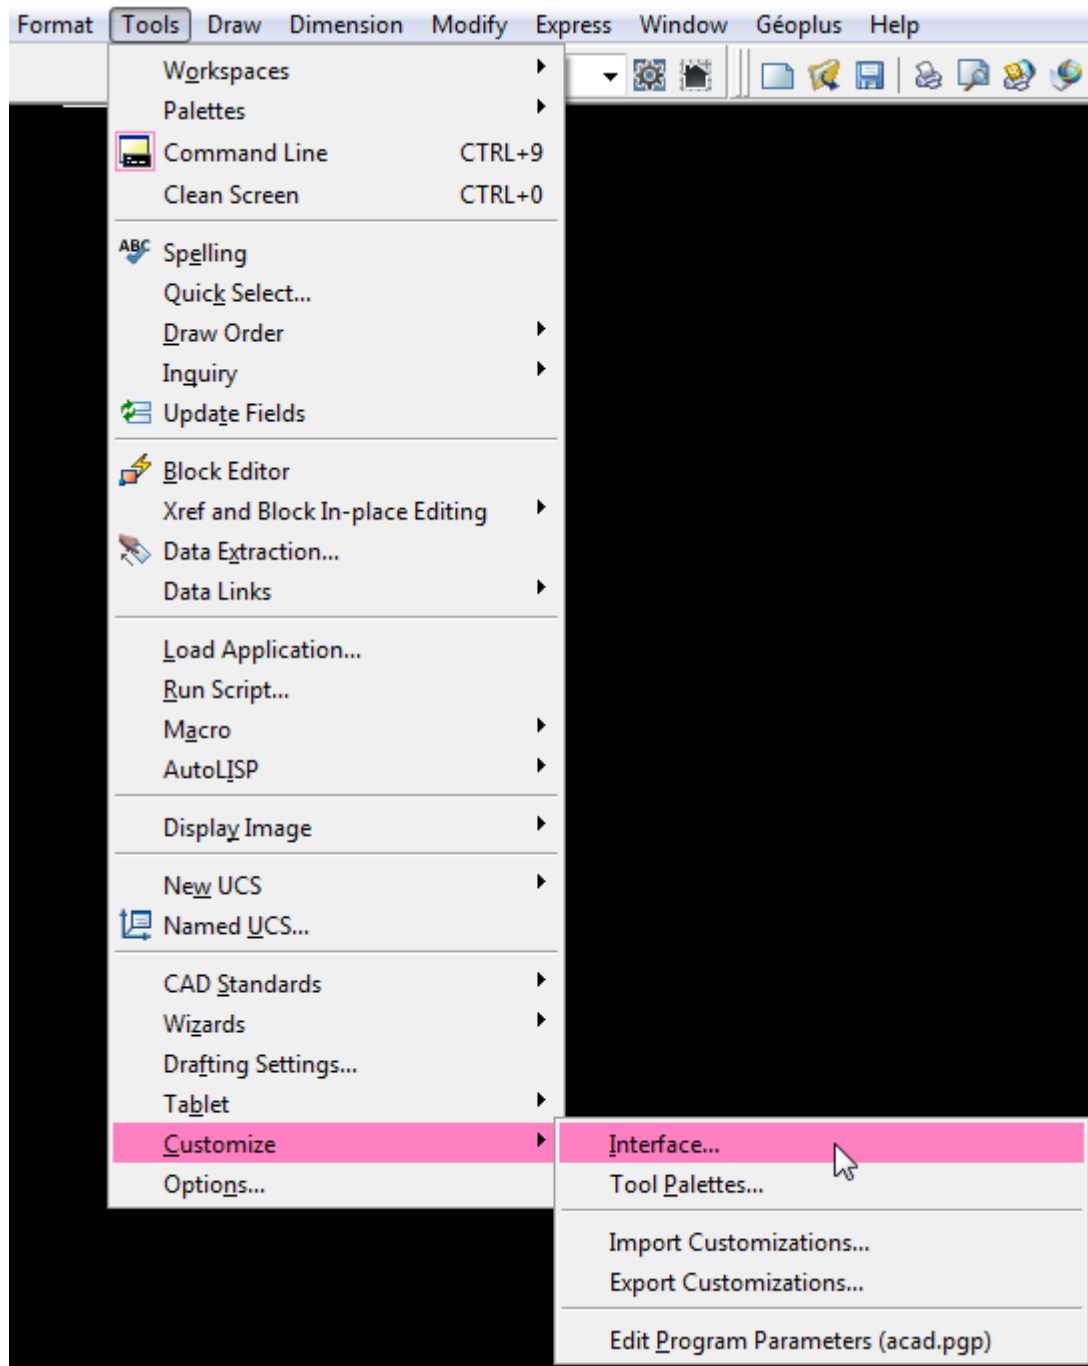 Format Tools Draw Dimension Modify Express Window Géoplus Help
Workspaces
Palettes
Command Line CTRL+9
Clean Screen CTRL+0
ABC Spelling
Quick Select...
Draw Order
Inquiry
Update Fields
Block Editor
Xref and Block In-place Editing
Data Extraction...
Data Links
Load Application...
Run Script...
Macro
AutoLISP
Display Image
New UCS
Named UCS...
CAD Standards
Wizards
Drafting Settings...
Tablet
Customize
Interface...
Options...
Tool Palettes...
Import Customizations...
Export Customizations...
Edit Program Parameters (acad.pgp)